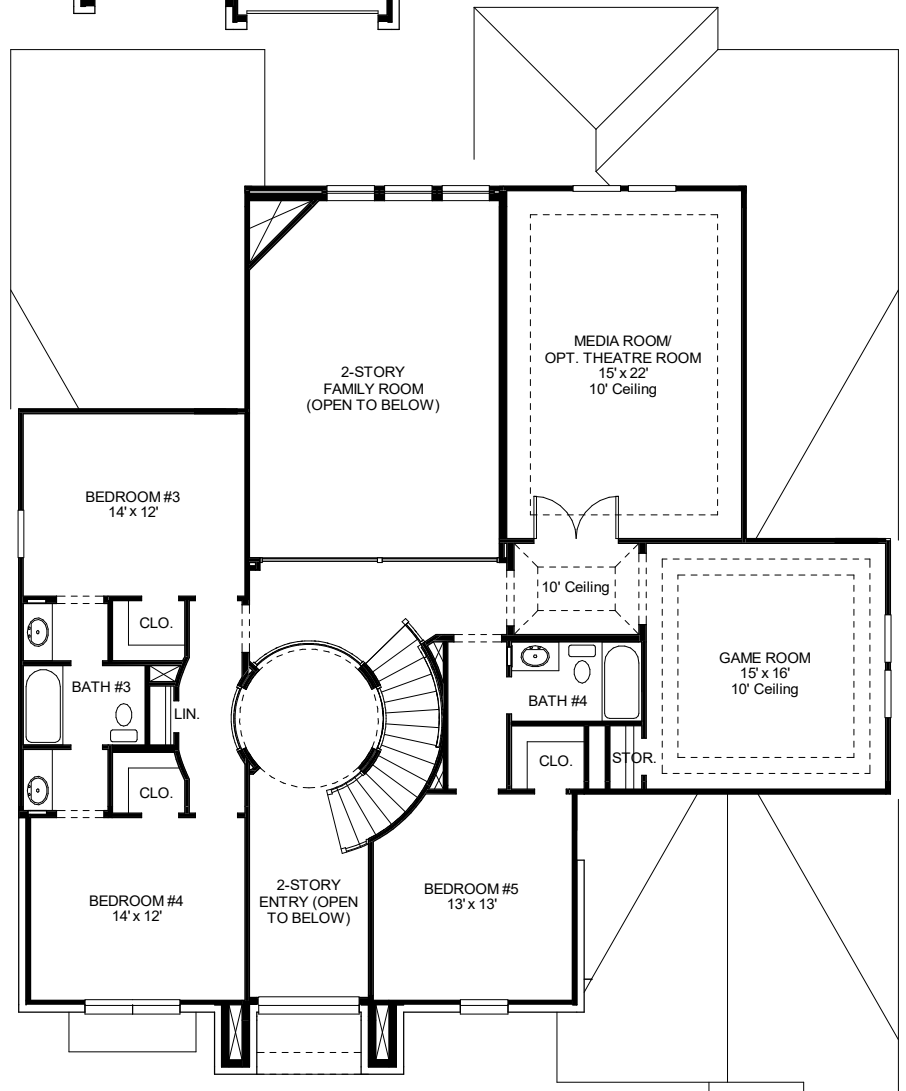 MEDIA ROOM/
OPT. THEATRE ROOM
15' x 22'
10' Ceiling
2-STORY
FAMILY ROOM
(OPEN TO BELOW)
BEDROOM #3
14' x 12'
10' Ceiling
CLO.
GAME ROOM
15' x 16'
10' Ceiling
BATH #3
BATH #4
LIN.
CLO.
STOR.
CLO.
2-STORY
ENTRY (OPEN
TO BELOW)
BEDROOM #5
13' x 13'
BEDROOM #4
14' x 12'